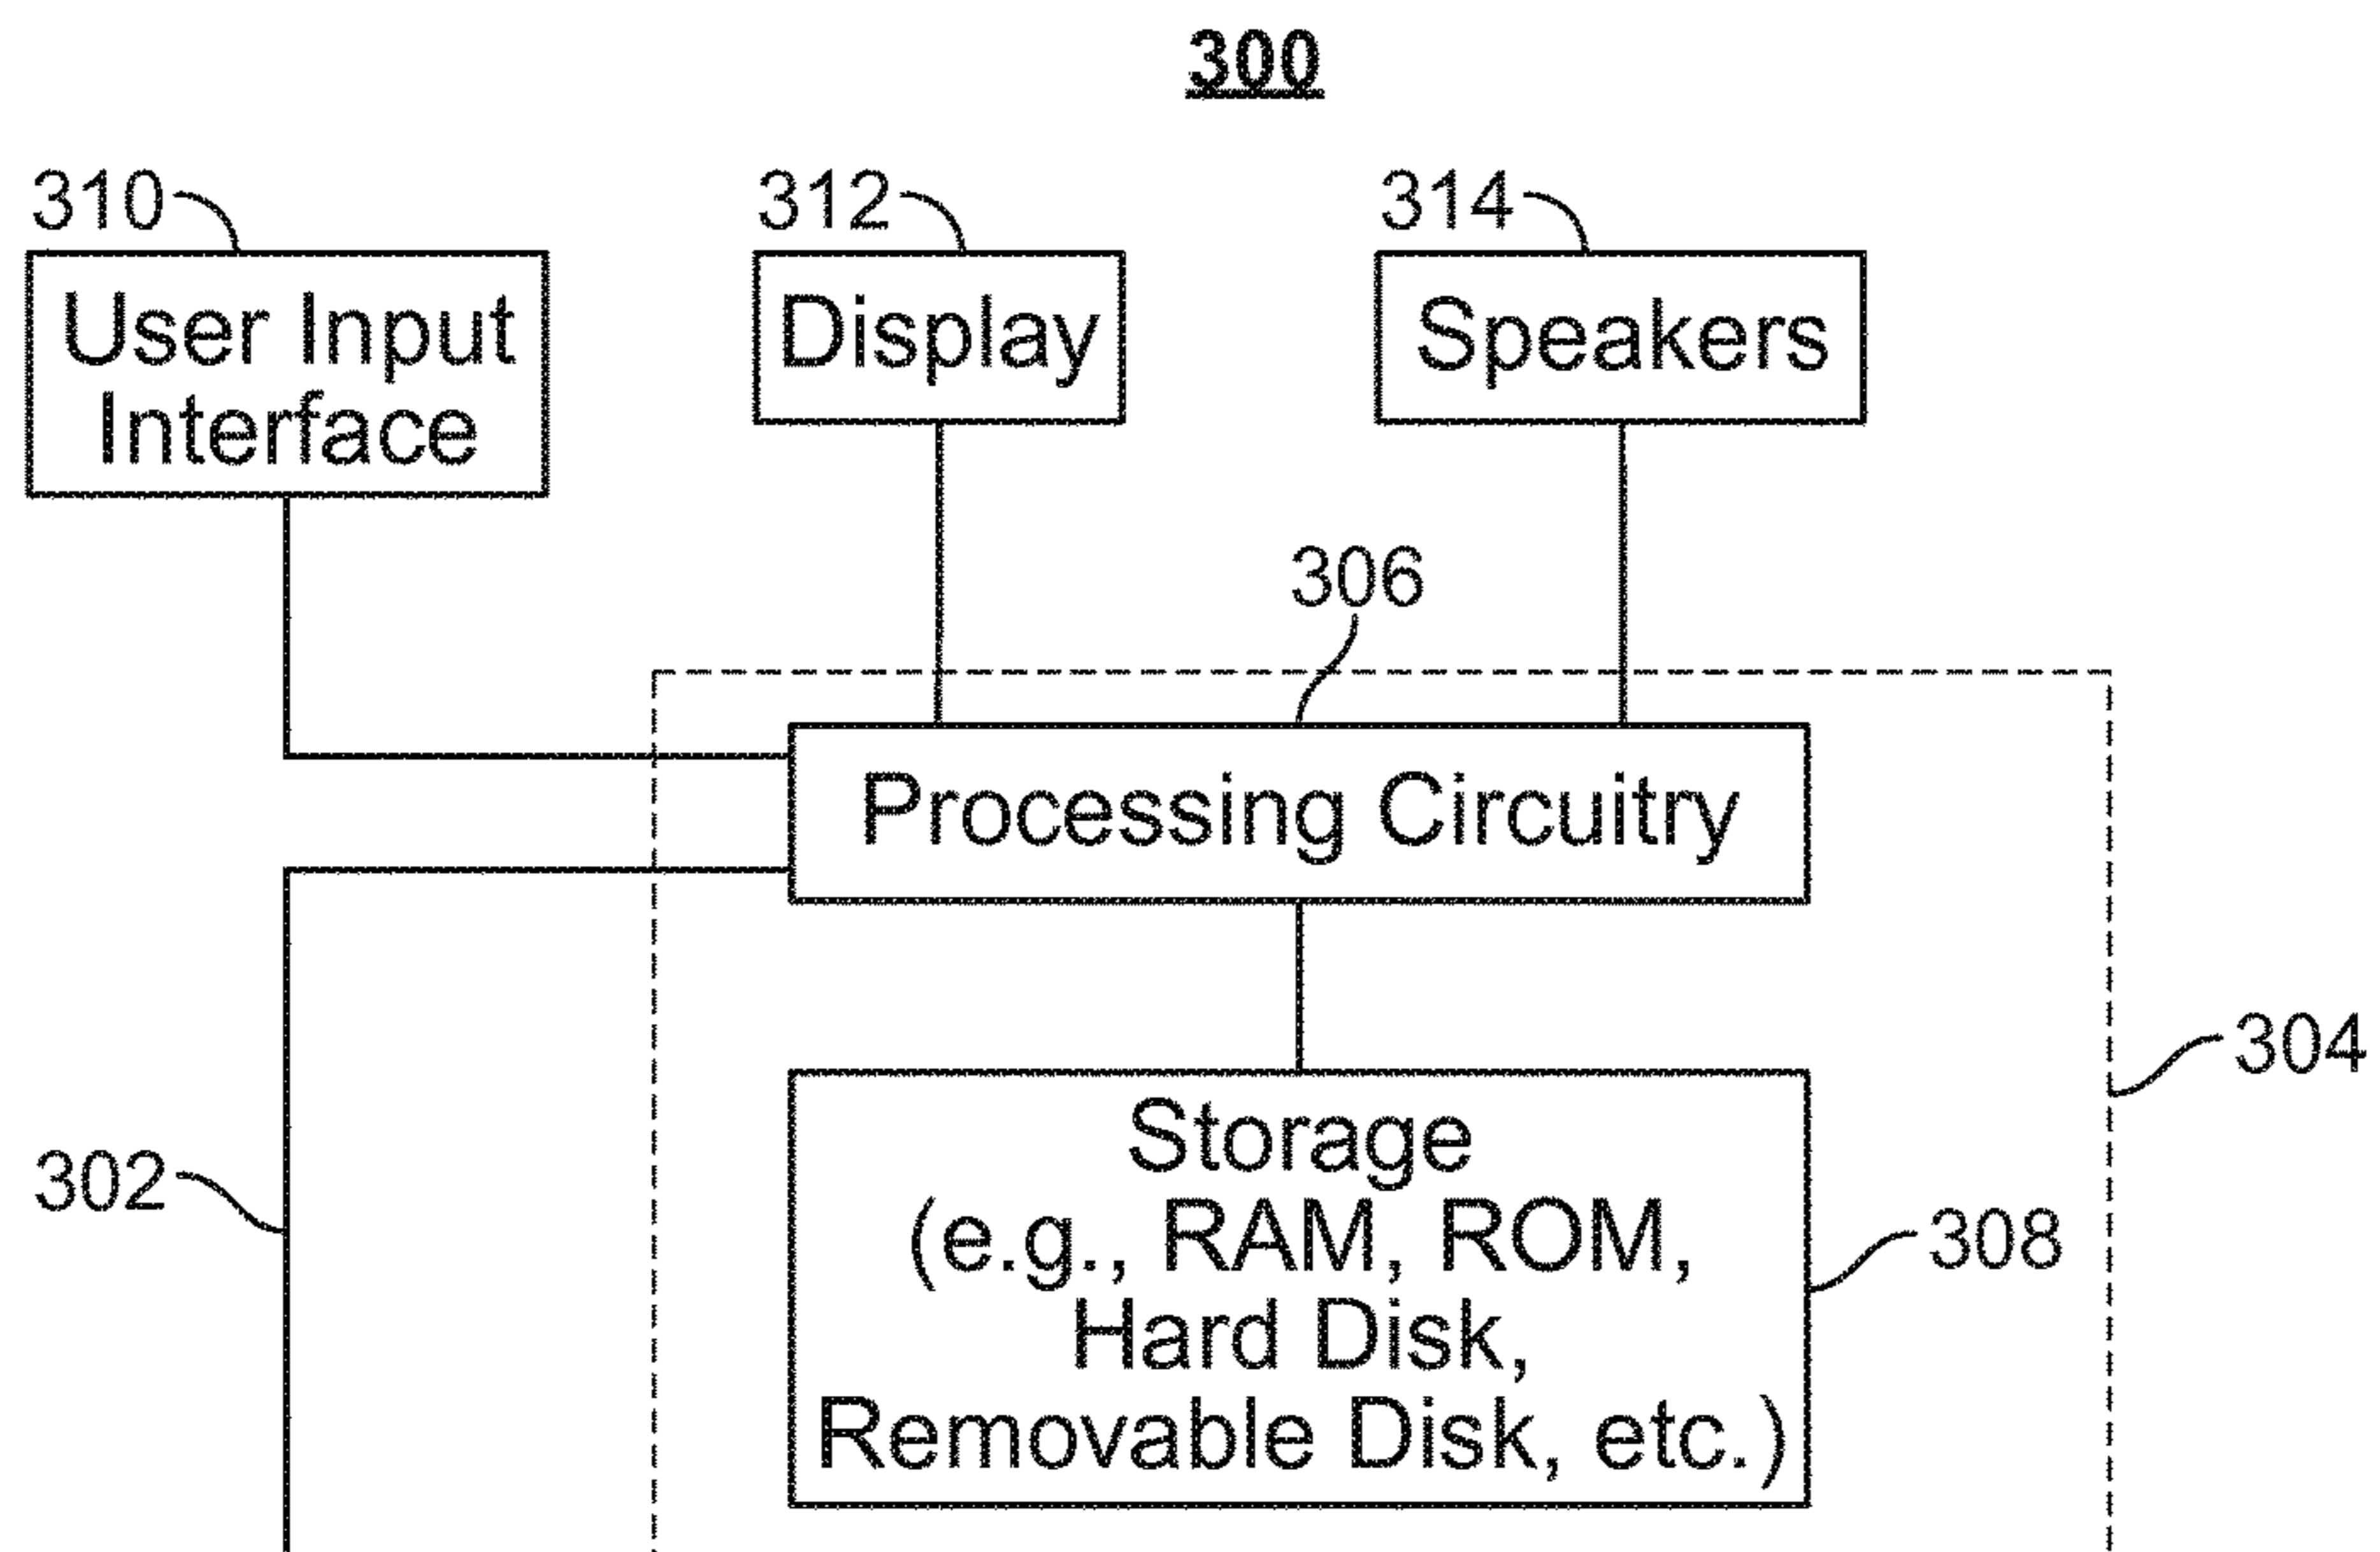 300
310
312
314
User Input
Interface
Display
Speakers
306
Processing Circuitry
304
302
Storage
(e.g., RAM, ROM,
Hard Disk,
Removable Disk, etc.)
308